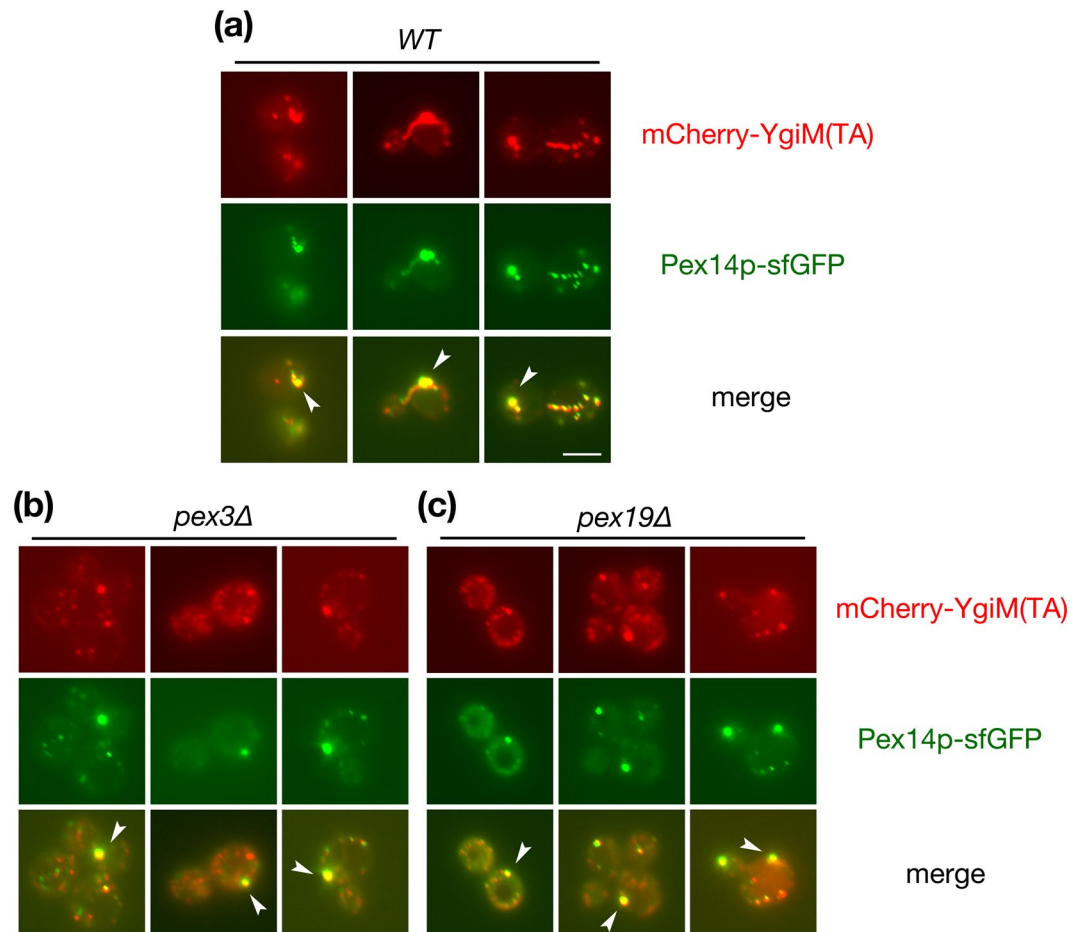 (a)
WT
mCherry-YgiM(TA)
Pex14p-sfGFP
merge
(b)
pex3Δ
(c)
pex19Δ
mCherry-YgiM(TA)
Pex14p-sfGFP
merge